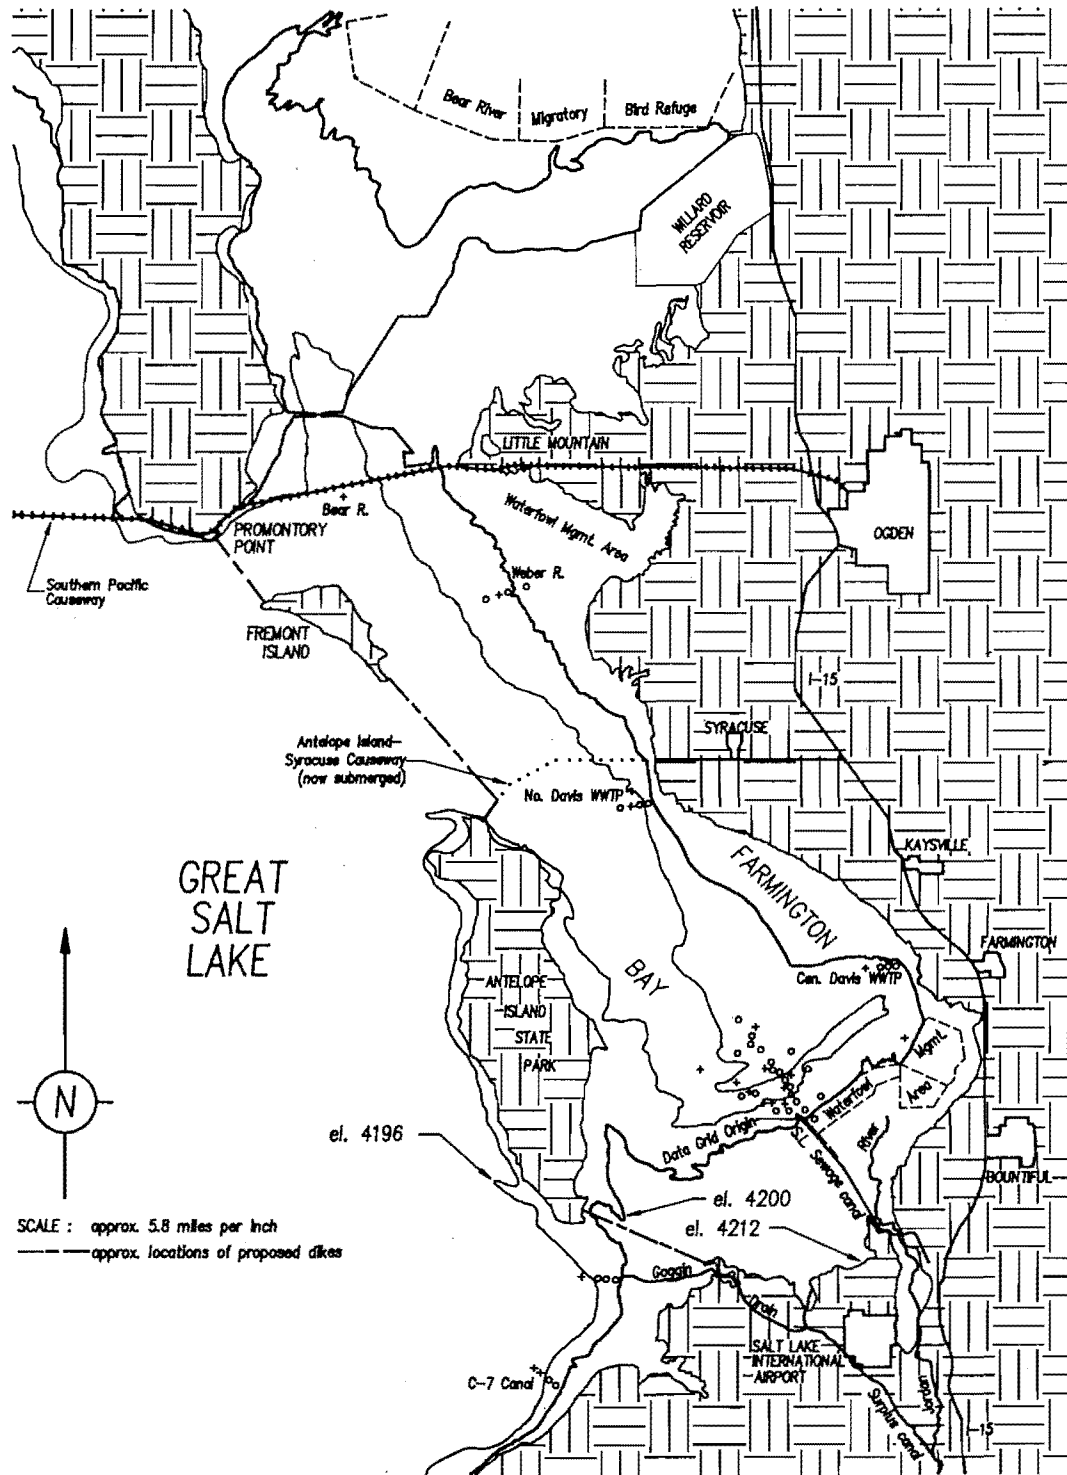 Bear River
Migratory
Bird Refuge
WILLARD
RESERVOIR
LITTLE MOUNTAIN
Bear R.
Waterfowl Mgmt. Area
PROMONTORY
POINT
OGDEN
Southern Pacific
Causeway
Weber R.
FREMONT
ISLAND
I-15
SYRACUSE
Antelope Island-
Syracuse Causeway
(now submerged)
No. Davis WWTP
KAYSVILLE
FARMINGTON
BAY
GREAT
SALT
LAKE
FARMINGTON
Cen. Davis WWTP
ANTELOPE
ISLAND
STATE
PARK
Mgmt.
Area
Waterfowl
N
el. 4196
Data Grid Origin
S.L. Sewage canal
River
BOUNTIFUL
el. 4200
el. 4212
SCALE : approx. 5.8 miles per inch
approx. locations of proposed dikes
Goggin
Drain
SALT LAKE
INTERNATIONAL
AIRPORT
C-7 Canal
Surplus canal
Jordan
I-15